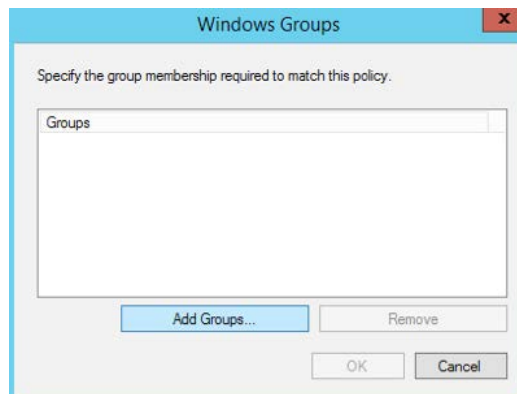 Windows Groups
x
Specify the group membership required to match this policy.
Groups
Add Groups... Remove
OK Cancel